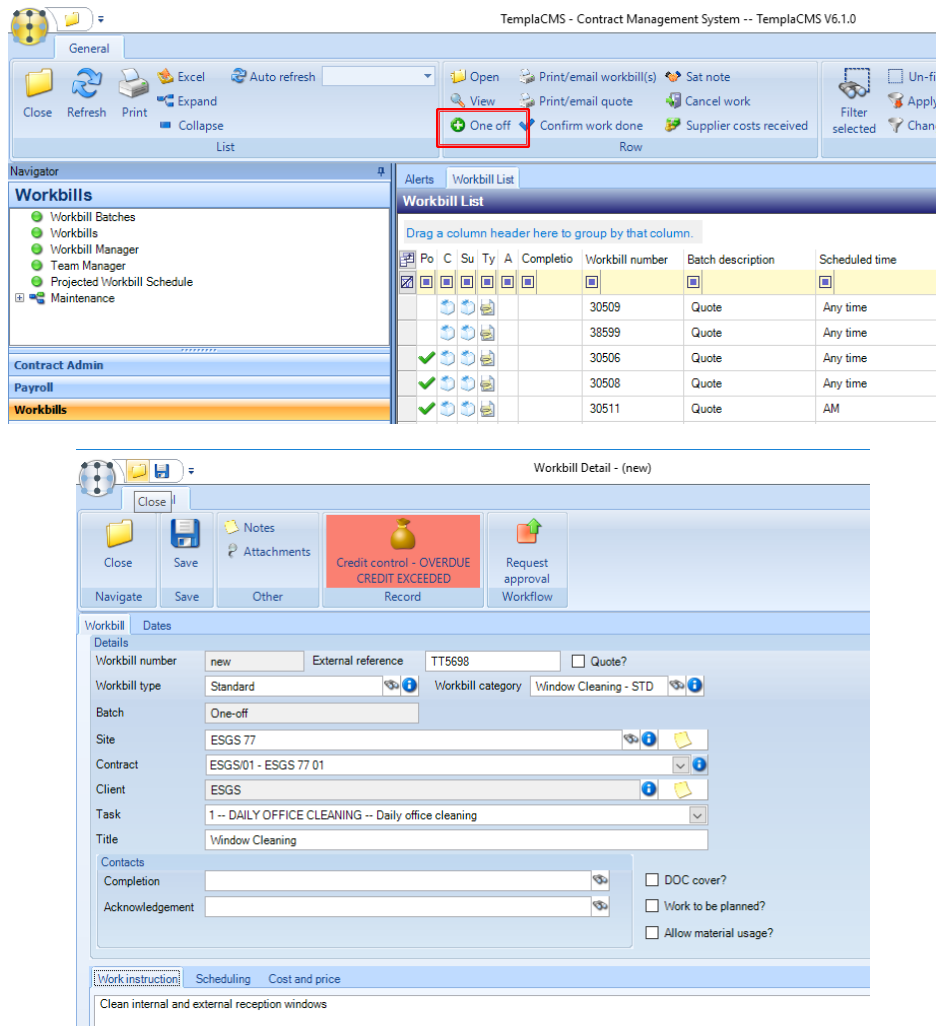 TemplaCMS - Contract Management System -- TemplaCMS V6.1.0
General
Close
Refresh
Print
Excel
Expand
Collapse
Auto refresh
List
Open
View
One off
Print/email workbill(s)
Print/email quote
Confirm work done
Sat note
Cancel work
Supplier costs received
Row
Filter
selected
Un-fi
Apply
Chan
Navigator
Workbills
Workbill Batches
Workbills
Workbill Manager
Team Manager
Projected Workbill Schedule
Maintenance
Contract Admin
Payroll
Workbills
Alerts Workbill List
Workbill List
Drag a column header here to group by that column.
Po C Su Ty A Completio Workbill number Batch description Scheduled time
30509 Quote Any time
38599 Quote Any time
30506 Quote Any time
30508 Quote Any time
30511 Quote AM
Workbill Detail - (new)
Close
Close
Save
Notes
Attachments
Credit control - OVERDUE
CREDIT EXCEEDED
Request
approval
Navigate Save Other Record Workflow
Workbill Dates
Details
Workbill number new External reference TT5698 Quote?
Workbill type Standard Workbill category Window Cleaning - STD
Batch One-off
Site ESGS 77
Contract ESGS/01 - ESGS 77 01
Client ESGS
Task 1 -- DAILY OFFICE CLEANING -- Daily office cleaning
Title Window Cleaning
Contacts
Completion
Acknowledgement
DOC cover?
Work to be planned?
Allow material usage?
Work instruction Scheduling Cost and price
Clean internal and external reception windows